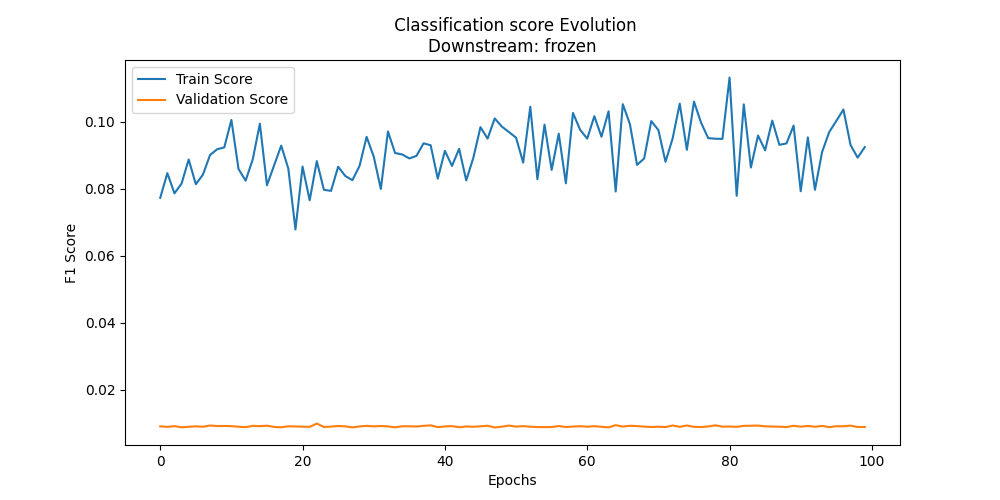 Classification score Evolution
Downstream: frozen
Train Score
Validation Score
0.10
0.08
0.06
0.04
0.02
F1 Score
0 20 40 60 80 100
Epochs